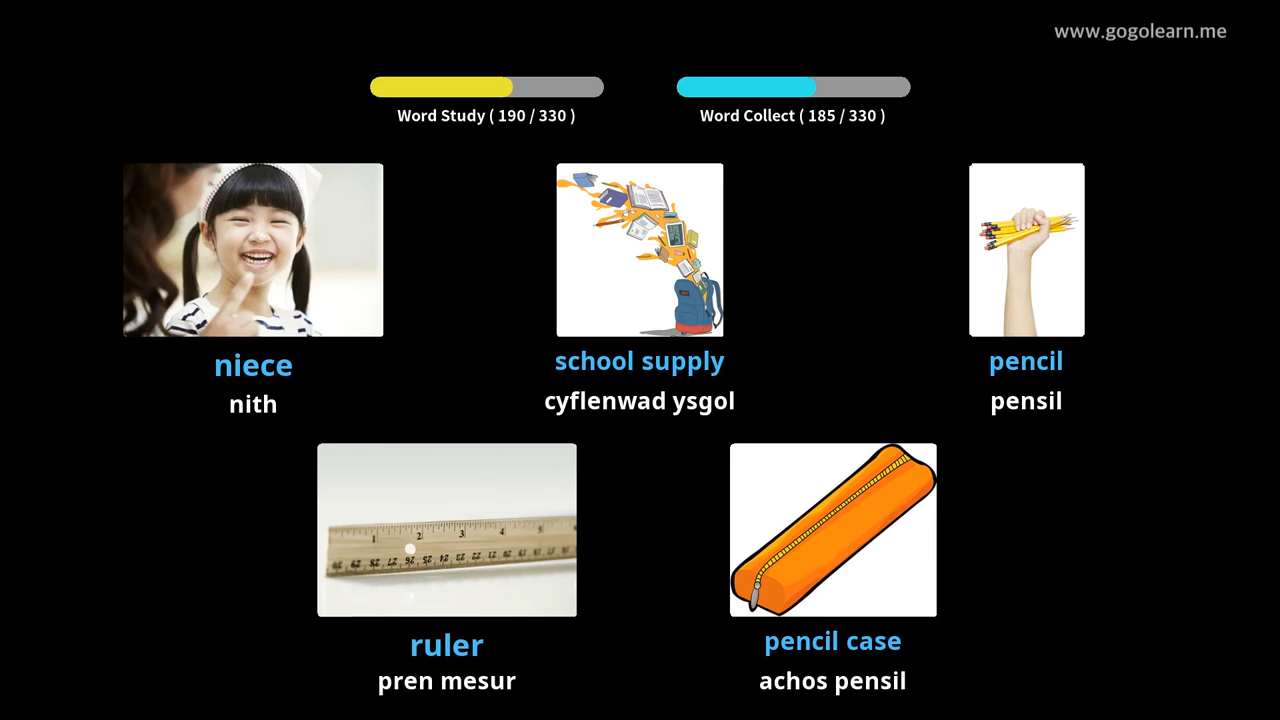 www.gogolearn.me
Word Study ( 190 / 330 )
Word Collect ( 185 / 330 )
niece
nith
school supply
cyflenwad ysgol
pencil
pensil
ruler
pren mesur
pencil case
achos pensil